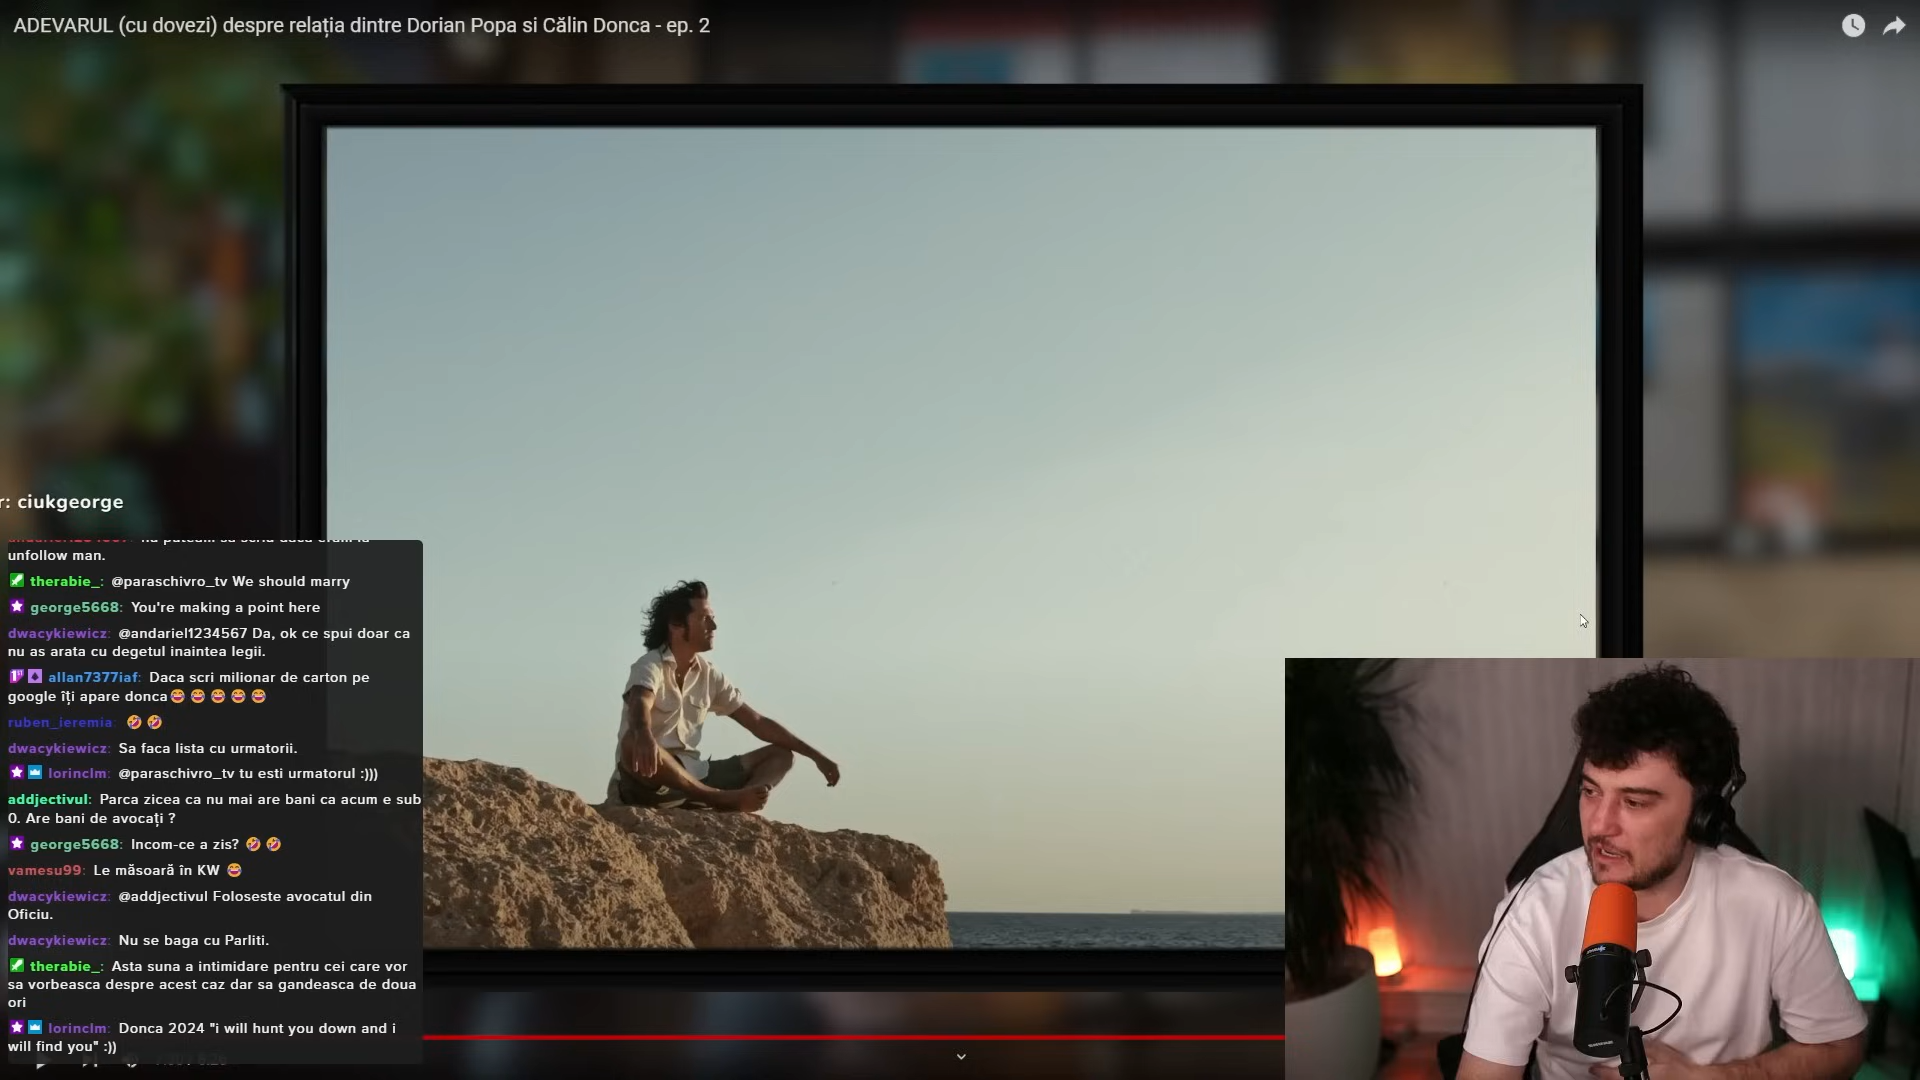 ADEVARUL (cu dovezi) despre relația dintre Dorian Popa si Călin Donca - ep. 2
r: ciukgeorge
unfollow man.
therabie_: @paraschivro_tv We should marry
george5668: You're making a point here
dwacykiewicz: @andariel1234567 Da, ok ce spui doar ca
nu as arata cu degetul inaintea legii.
allan7377iaf: Daca scri milionar de carton pe
google îți apare donca😂😂😂😂😂
ruben_ieremia: 🤣🤣
dwacykiewicz: Sa faca lista cu urmatorii.
lorinclm: @paraschivro_tv tu esti urmatorul :)))
addjectivul: Parca zicea ca nu mai are bani ca acum e sub
0. Are bani de avocați ?
george5668: Incom-ce a zis? 🤣🤣
vamesu99: Le măsoară în KW 😂
dwacykiewicz: @addjectivul Foloseste avocatul din
Oficiu.
dwacykiewicz: Nu se baga cu Parliti.
therabie_: Asta suna a intimidare pentru cei care vor
sa vorbeasca despre acest caz dar sa gandeasca de doua
ori
lorinclm: Donca 2024 "i will hunt you down and i
will find you" :))